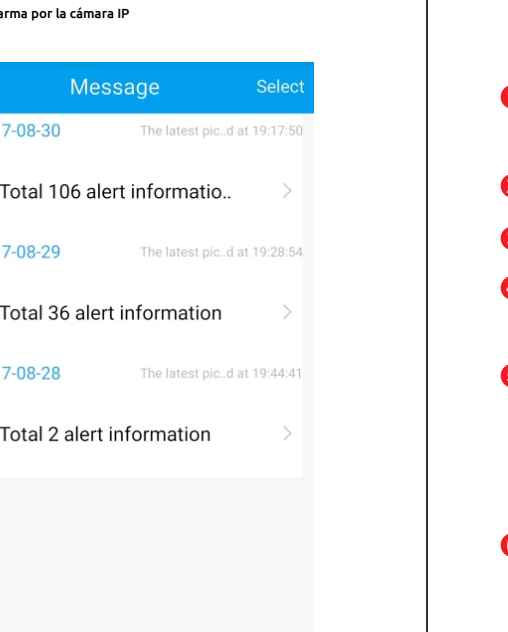 arma por la cámara IP
Message
Select
7-08-30
The latest pic..d at 19:17:50
Total 106 alert informatio..
7-08-29
The latest pic..d at 19:28:54
Total 36 alert information
7-08-28
The latest pic..d at 19:44:41
Total 2 alert information